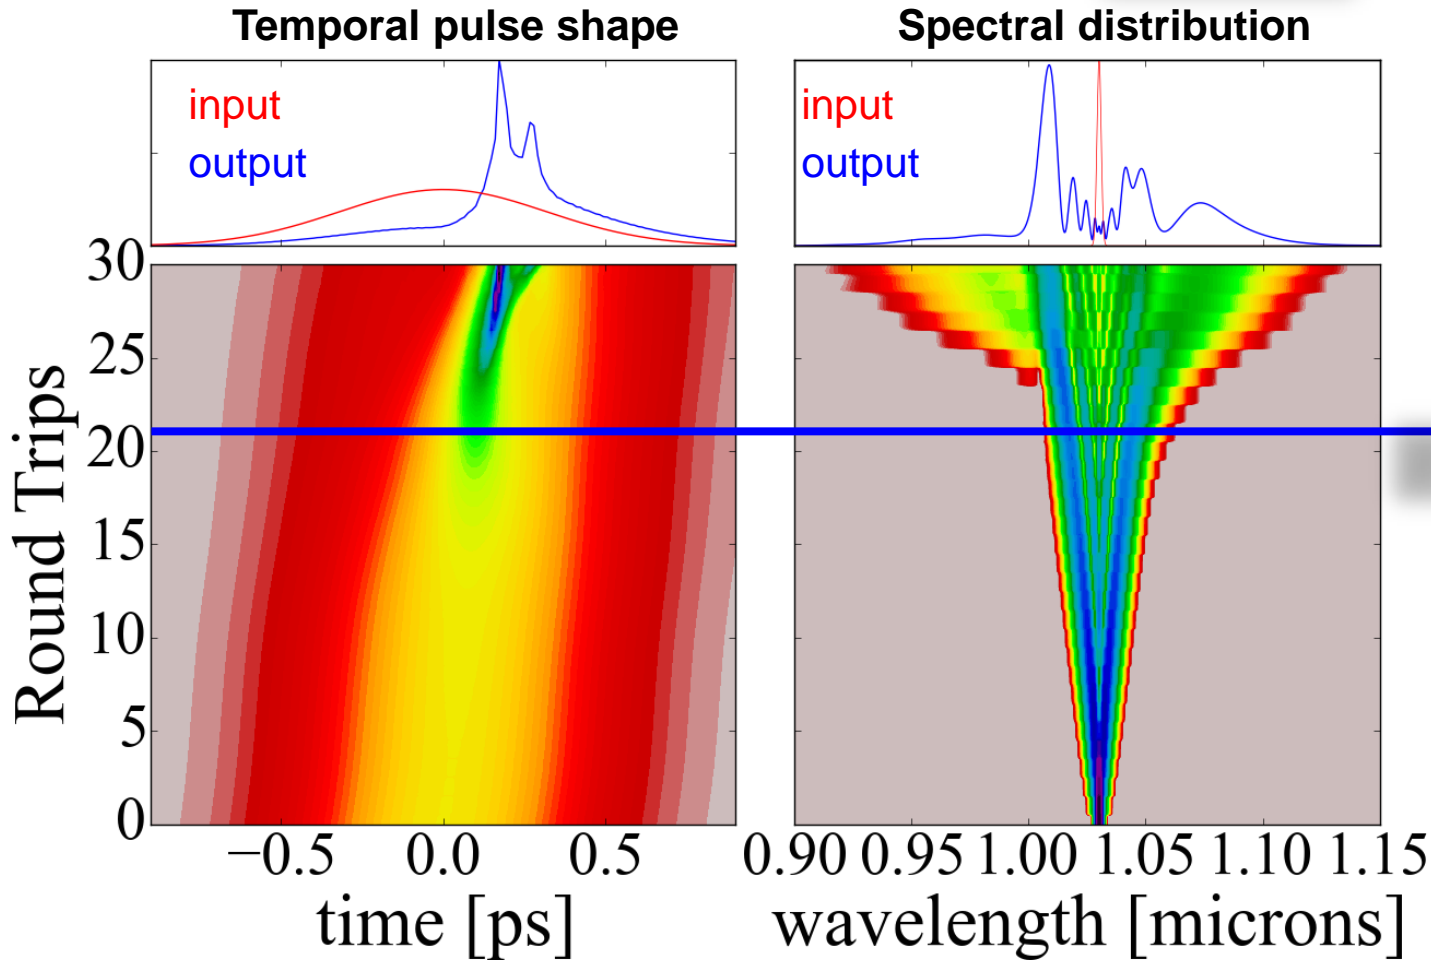 Temporal pulse shape
Spectral distribution
input
output
input
output
30
25
20
15
10
5
0
Round Trips
−0.5 0.0 0.5
0.90 0.95 1.00 1.05 1.10 1.15
time [ps]
wavelength [microns]